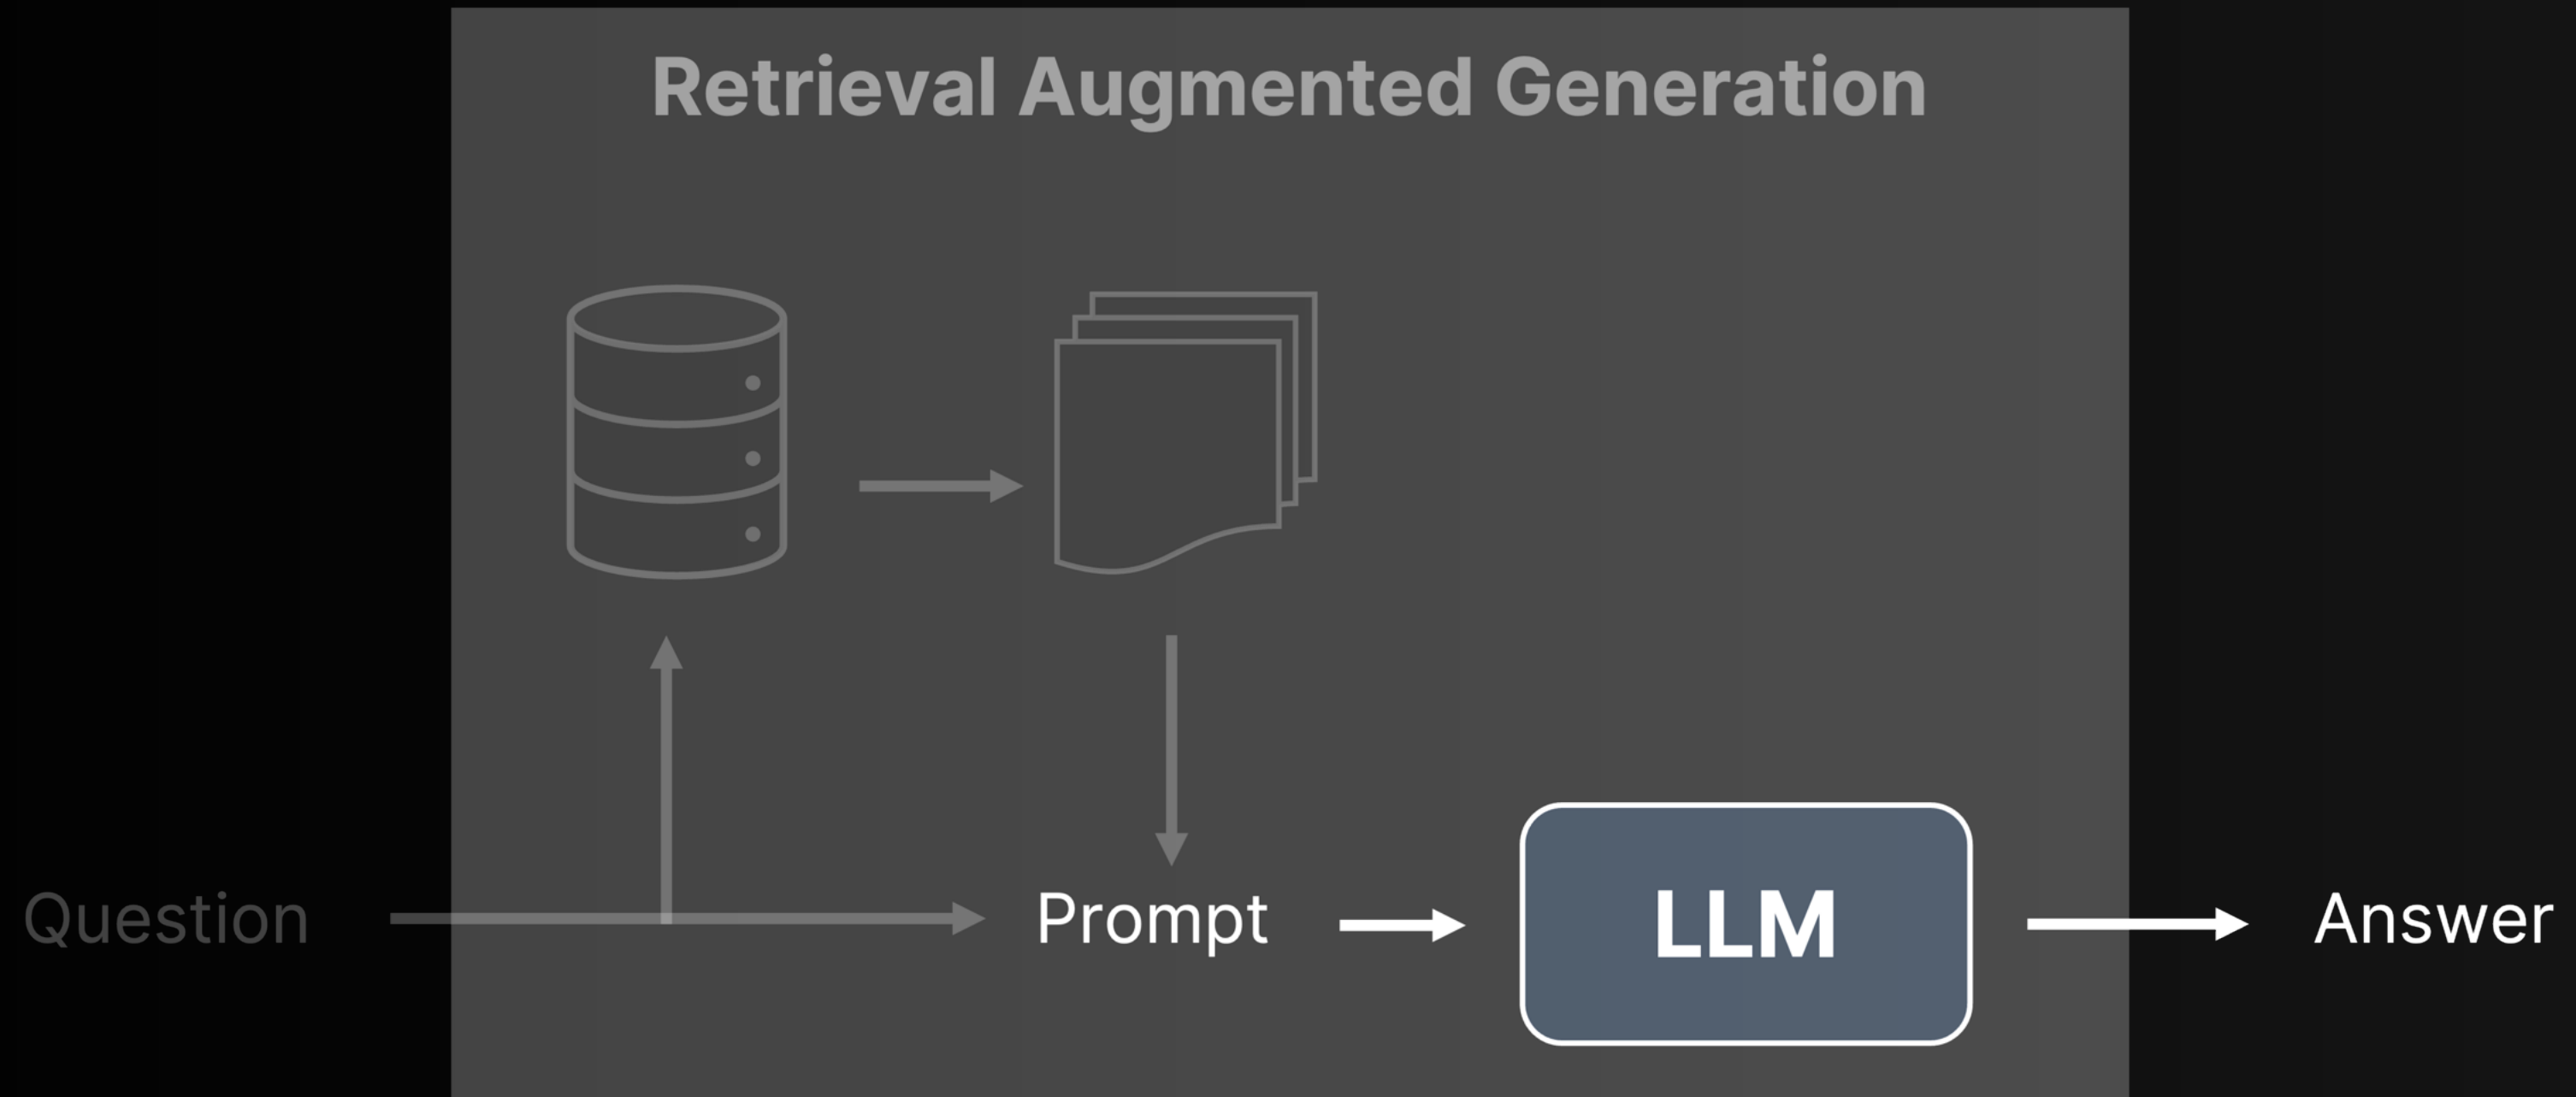 Retrieval Augmented Generation
Question
Prompt
LLM
Answer